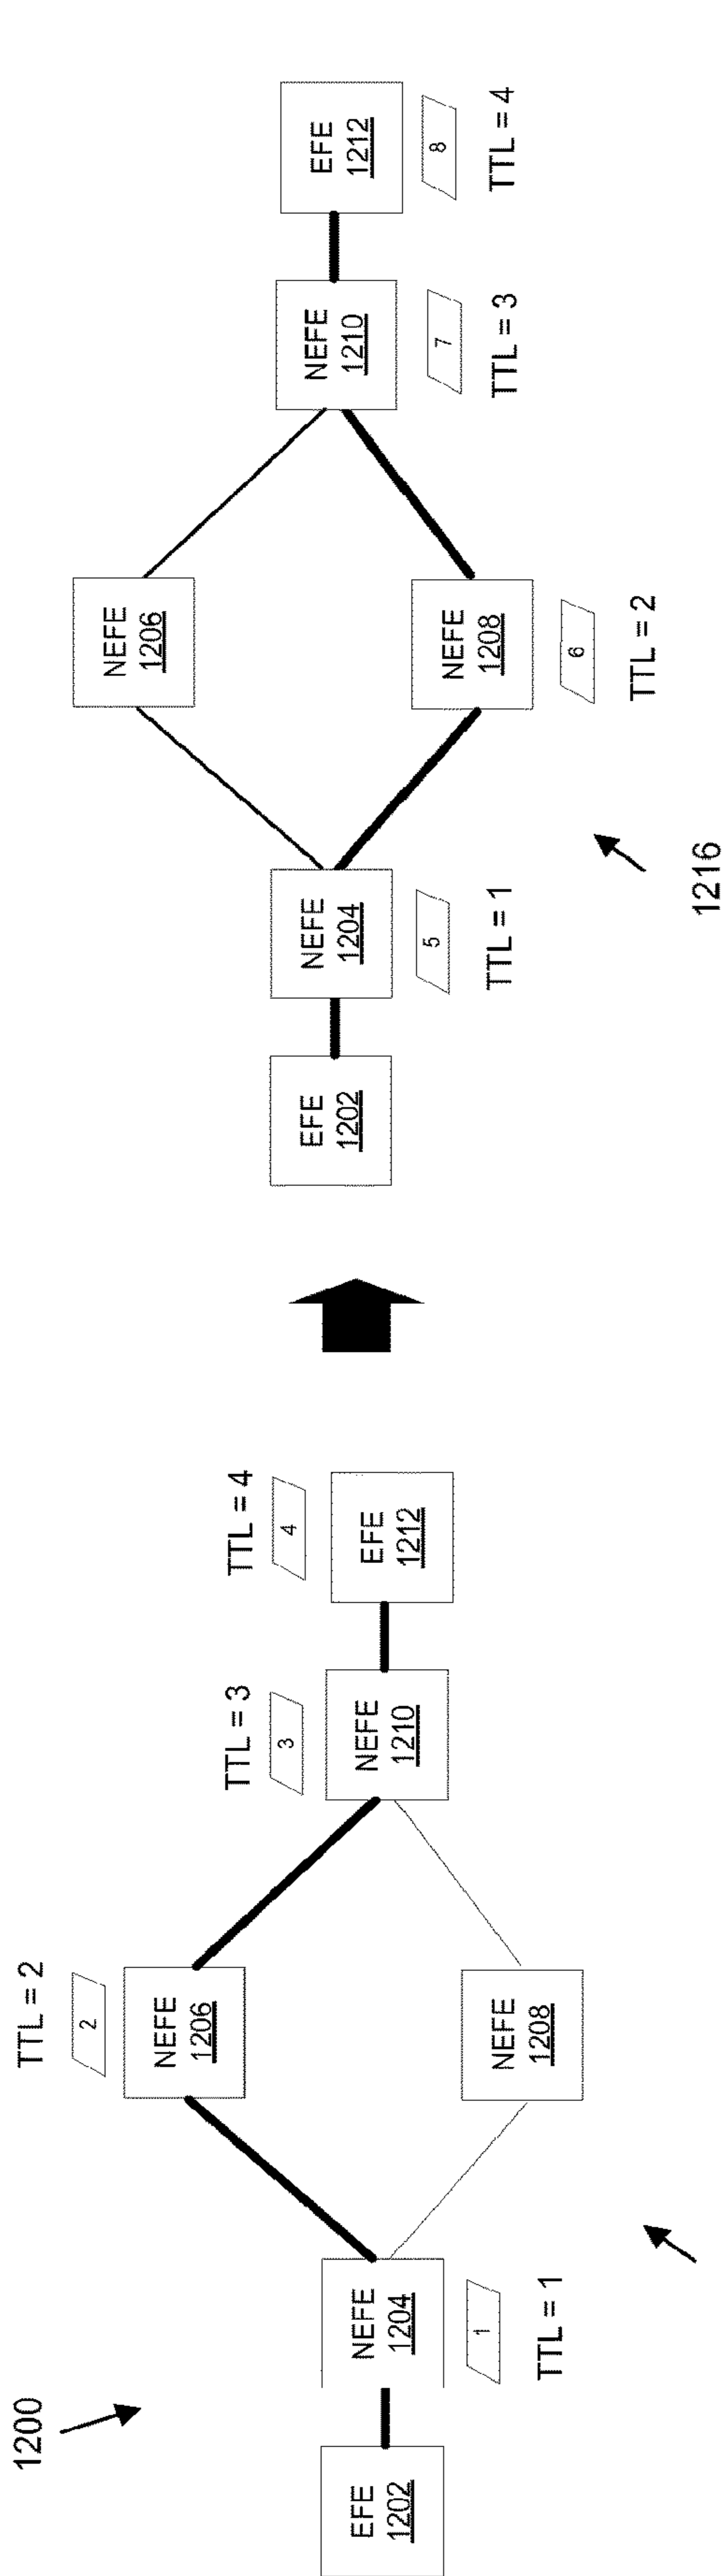 1200
EFE
1202
NEFE
1204
1
TTL = 1
TTL = 2
2
NEFE
1206
NEFE
1208
TTL = 3
3
NEFE
1210
TTL = 4
4
EFE
1212
EFE
1202
NEFE
1204
5
TTL = 1
NEFE
1206
NEFE
1208
6
TTL = 2
NEFE
1210
7
TTL = 3
EFE
1212
8
TTL = 4
1216